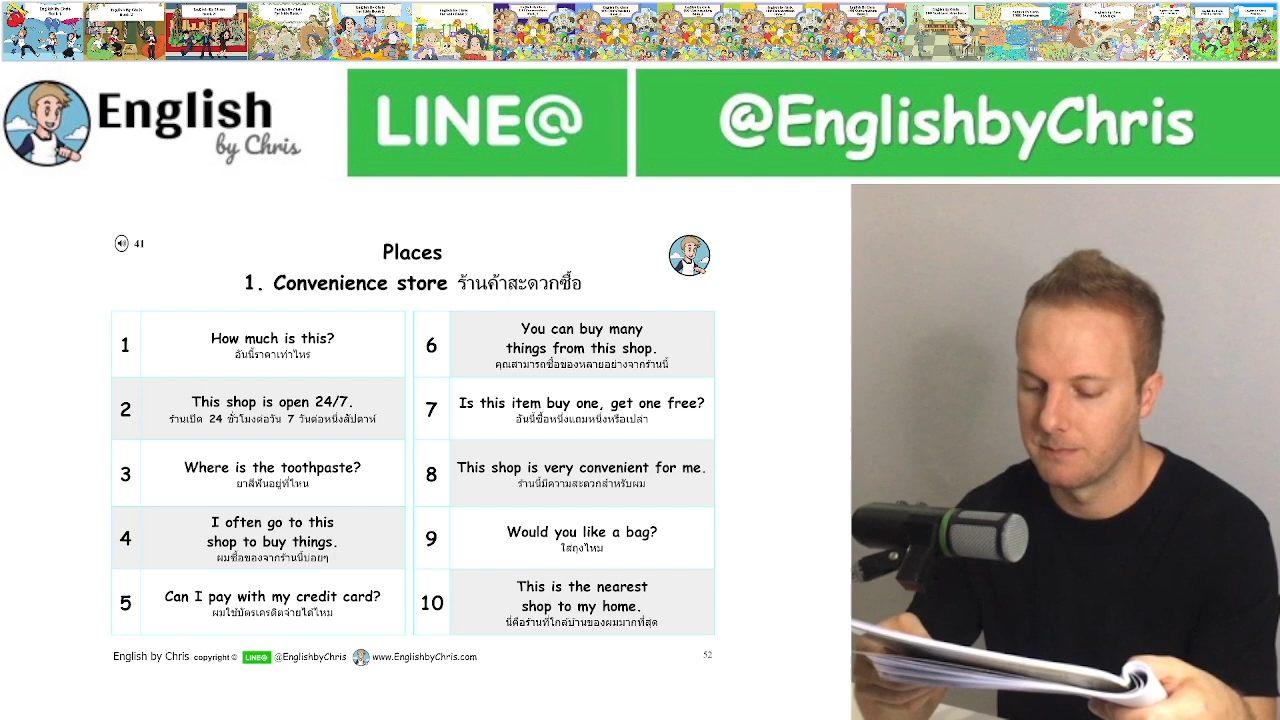 English
by Chris
LINE@
@EnglishbyChris
41
Places
1. Convenience store ร้านค้าสะดวกซื้อ
1
How much is this?
อันนี้ราคาเท่าไหร่
2
This shop is open 24/7.
ร้านเปิด 24 ชั่วโมงต่อวัน 7 วันต่อหนึ่งสัปดาห์
3
Where is the toothpaste?
ยาสีฟันอยู่ที่ไหน
4
I often go to this
shop to buy things.
ผมซื้อของจากร้านนี้บ่อยๆ
5
Can I pay with my credit card?
ผมใช้บัตรเครดิตจ่ายได้ไหม
6
You can buy many
things from this shop.
คุณสามารถซื้อของหลายอย่างจากร้านนี้
7
Is this item buy one, get one free?
อันนี้ซื้อหนึ่งแถมหนึ่งหรือเปล่า
8
This shop is very convenient for me.
ร้านนี้มีความสะดวกสำหรับผม
9
Would you like a bag?
ใส่ถุงไหม
10
This is the nearest
shop to my home.
นี่คือร้านที่ใกล้บ้านของผมมากที่สุด
English by Chris copyright © LINE@ @EnglishbyChris www.EnglishbyChris.com
52